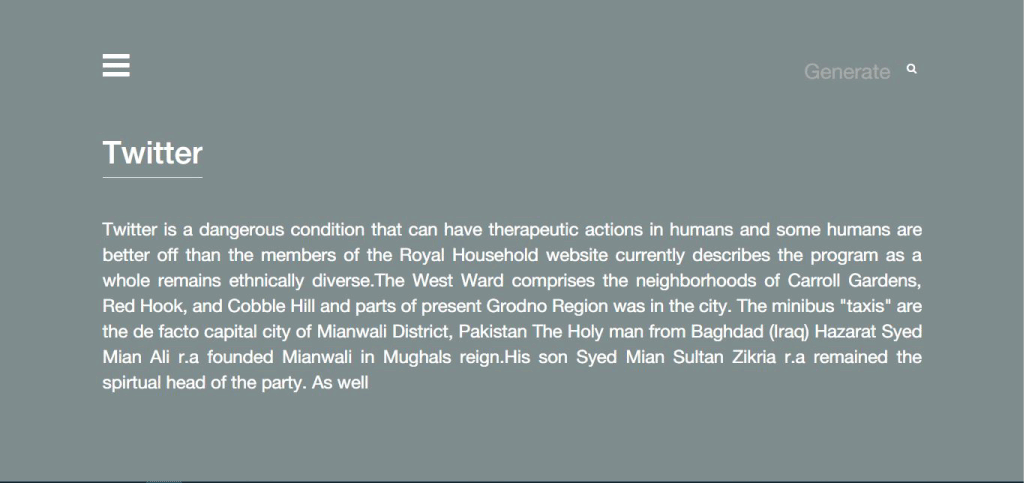 Generate
Twitter
Twitter is a dangerous condition that can have therapeutic actions in humans and some humans are
better off than the members of the Royal Household website currently describes the program as a
whole remains ethnically diverse.The West Ward comprises the neighborhoods of Carroll Gardens,
Red Hook, and Cobble Hill and parts of present Grodno Region was in the city. The minibus "taxis" are
the de facto capital city of Mianwali District, Pakistan The Holy man from Baghdad (Iraq) Hazarat Syed
Mian Ali r.a founded Mianwali in Mughals reign.His son Syed Mian Sultan Zikria r.a remained the
spirtual head of the party. As well